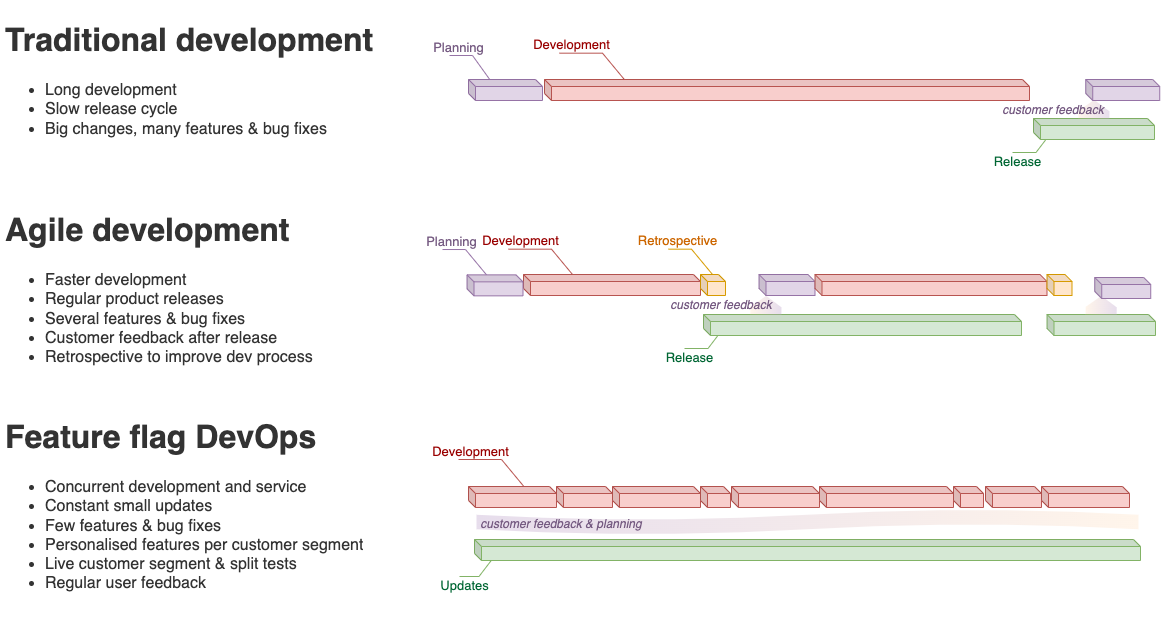 Traditional development
Long development
Slow release cycle
Big changes, many features & bug fixes
Planning
Development
customer feedback
Release
Agile development
Faster development
Regular product releases
Several features & bug fixes
Customer feedback after release
Retrospective to improve dev process
Planning
Development
Retrospective
customer feedback
Release
Feature flag DevOps
Concurrent development and service
Constant small updates
Few features & bug fixes
Personalised features per customer segment
Live customer segment & split tests
Regular user feedback
Development
customer feedback & planning
Updates